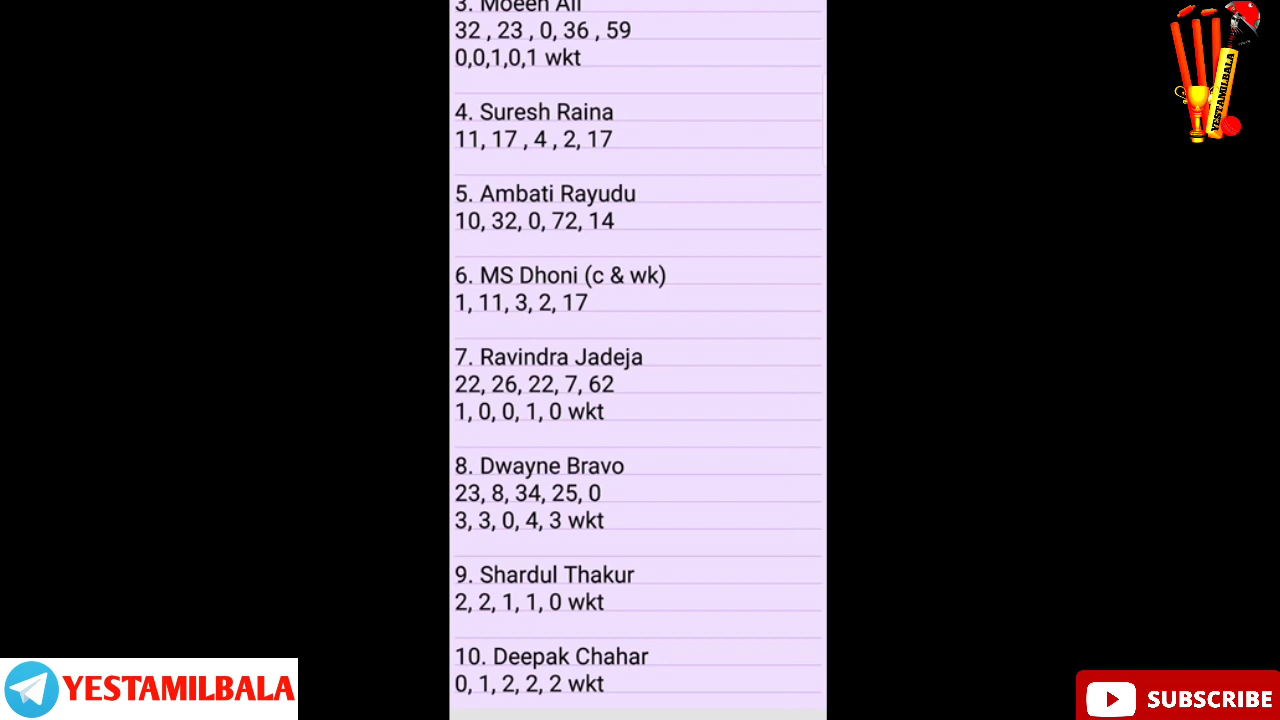 3. Moeen Ali
32 , 23 , 0, 36 , 59
0,0,1,0,1 wkt
4. Suresh Raina
11, 17 , 4 , 2, 17
5. Ambati Rayudu
10, 32, 0, 72, 14
6. MS Dhoni (c & wk)
1, 11, 3, 2, 17
7. Ravindra Jadeja
22, 26, 22, 7, 62
1, 0, 0, 1, 0 wkt
8. Dwayne Bravo
23, 8, 34, 25, 0
3, 3, 0, 4, 3 wkt
9. Shardul Thakur
2, 2, 1, 1, 0 wkt
10. Deepak Chahar
0, 1, 2, 2, 2 wkt
YESTAMILBALA
YESTAMILBALA
SUBSCRIBE